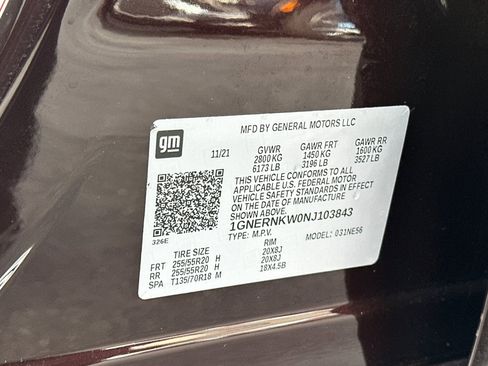 gm
MFD BY GENERAL MOTORS LLC
11/21 GVWR GAWR FRT GAWR RR
2800 KG 1450 KG 1600 KG
6173 LB 3196 LB 3527 LB
THIS VEHICLE CONFORMS TO ALL
APPLICABLE U.S. FEDERAL MOTOR
VEHICLE SAFETY STANDARDS IN EFFECT
ON THE DATE OF MANUFACTURE
SHOWN ABOVE.
1GNERNKW0NJ103843
326E TYPE: M.P.V. MODEL: 031NE56
TIRE SIZE RIM
FRT 255/55R20 H 20X8J
RR 255/55R20 H 20X8J
SPA T135/70R18 M 18X4.5B